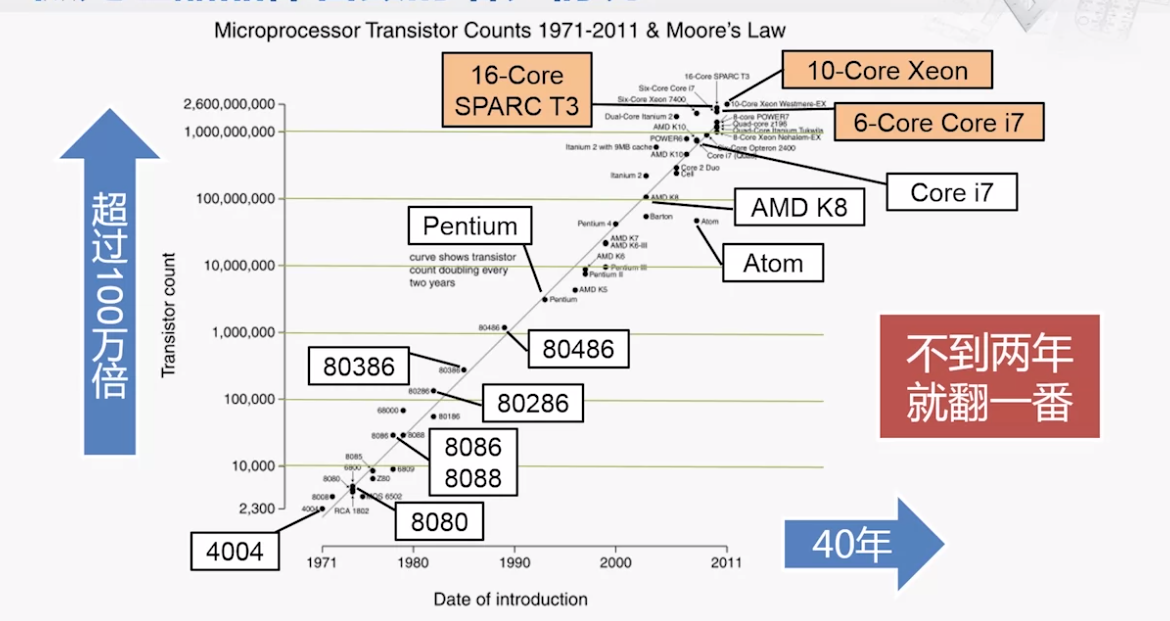 Microprocessor Transistor Counts 1971-2011 & Moore's Law
16-Core
SPARC T3
10-Core Xeon
6-Core Core i7
Core i7
AMD K8
Atom
Pentium
80486
80386
80286
8086
8088
8080
4004
超过100万倍
不到两年
就翻一番
40年
Transistor count
2,600,000,000
1,000,000,000
100,000,000
10,000,000
1,000,000
100,000
10,000
2,300
curve shows transistor
count doubling every
two years
16-Core SPARC T3
Six-Core Core i7
Six-Core Xeon 7400
10-Core Xeon Westmere-EX
Dual-Core Itanium 2
8-core POWER7
Quad-core z196
Quad-Core Itanium Tukwila
8-Core Xeon Nehalem-EX
AMD K10
POWER6
Six-Core Opteron 2400
Itanium 2 with 9MB cache
AMD K10
Core i7
Core 2 Duo
Cell
Itanium 2
AMD K8
Barton
Atom
Pentium 4
AMD K7
AMD K6-III
AMD K6
Pentium III
Pentium II
AMD K5
Pentium
80486
80386
80286
68000
80186
8086
8088
8085
6800
6809
8080
Z80
8008
MOS 6502
4004
RCA 1802
1971
1980
1990
2000
2011
Date of introduction